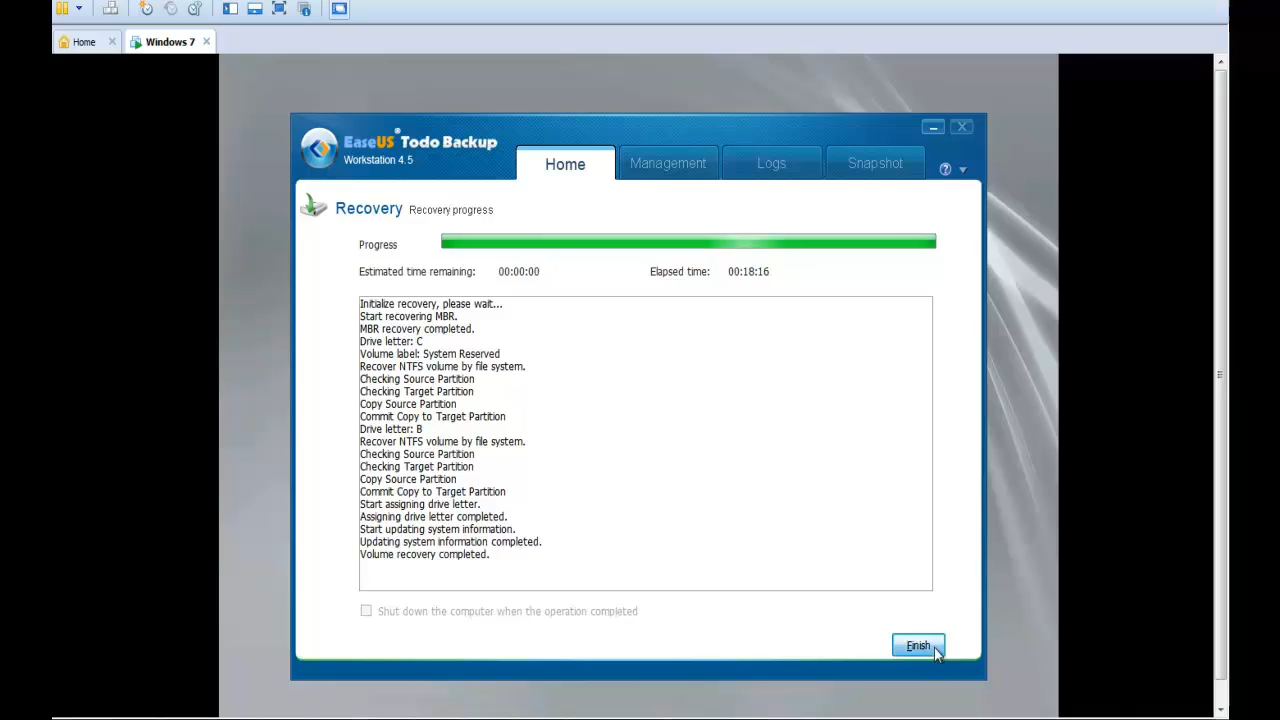 Home
Windows 7
EaseUS® Todo Backup
Workstation 4.5
Home
Management
Logs
Snapshot
Recovery Recovery progress
Progress
Estimated time remaining: 00:00:00 Elapsed time: 00:18:16
Initialize recovery, please wait...
Start recovering MBR.
MBR recovery completed.
Drive letter: C
Volume label: System Reserved
Recover NTFS volume by file system.
Checking Source Partition
Checking Target Partition
Copy Source Partition
Commit Copy to Target Partition
Drive letter: B
Recover NTFS volume by file system.
Checking Source Partition
Checking Target Partition
Copy Source Partition
Commit Copy to Target Partition
Start assigning drive letter.
Assigning drive letter completed.
Start updating system information.
Updating system information completed.
Volume recovery completed.
Shut down the computer when the operation completed
Finish